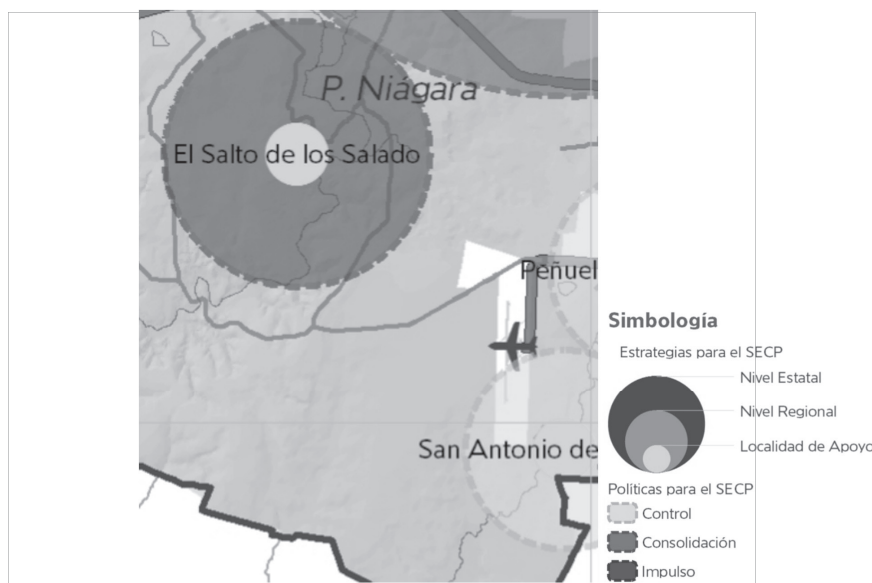 P. Niágara
El Salto de los Salado
Peñuel
San Antonio de
Simbología
Estrategias para el SECP
Nivel Estatal
Nivel Regional
Localidad de Apoyo
Políticas para el SECP
Control
Consolidación
Impulso